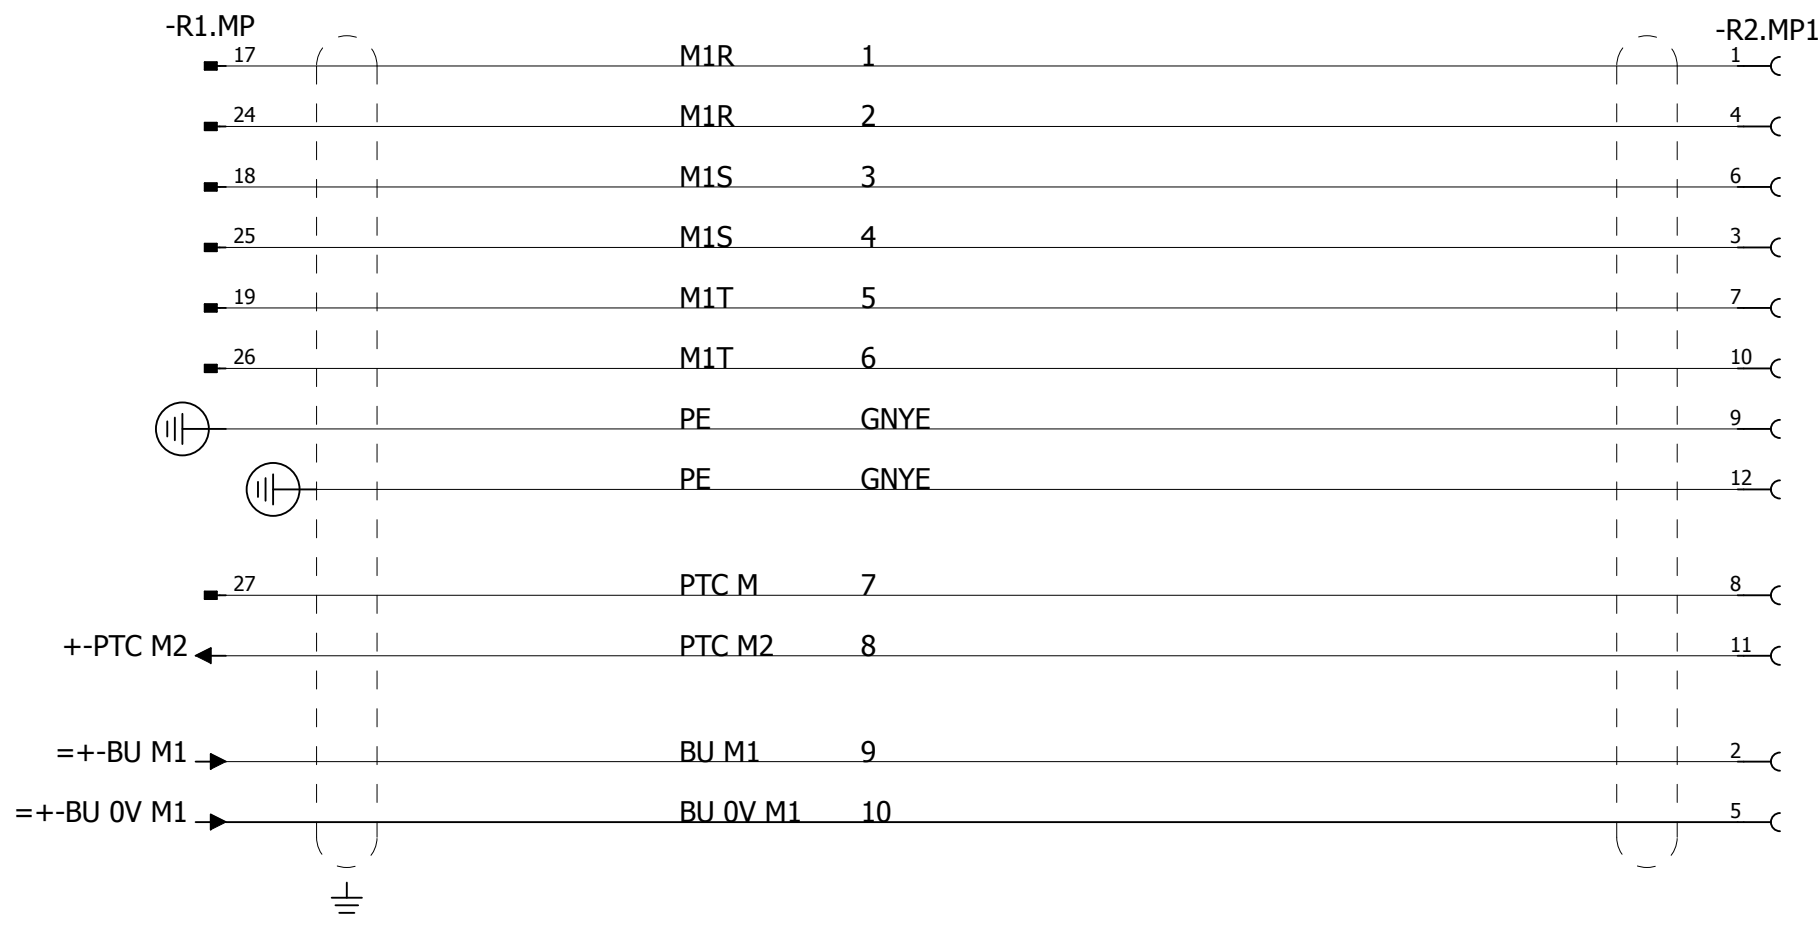 -R1.MP -R2.MP1
17 M1R 1 1
24 M1R 2 4
18 M1S 3 6
25 M1S 4 3
19 M1T 5 7
26 M1T 6 10
PE GNYE 9
PE GNYE 12
27 PTC M 7 8
+-PTC M2 PTC M2 8 11
=+-BU M1 BU M1 9 2
=+-BU 0V M1 BU 0V M1 10 5